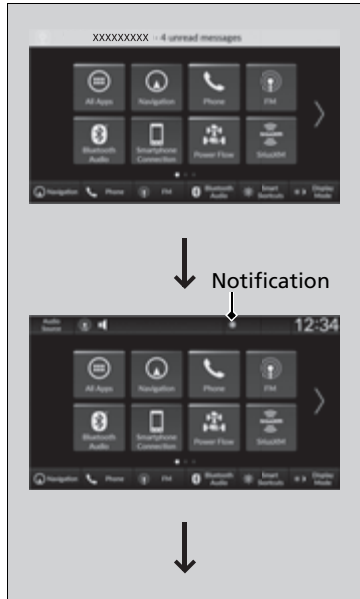 XXXXXXXXX - 4 unread messages
All Apps Navigation Phone FM
Bluetooth Audio Smartphone Connection Power Flow SiriusXM
Navigation Phone FM Bluetooth Audio Smart Shortcuts Display Mode
Notification
Audio Source 12:34
All Apps Navigation Phone FM
Bluetooth Audio Smartphone Connection Power Flow SiriusXM
Navigation Phone FM Bluetooth Audio Smart Shortcuts Display Mode